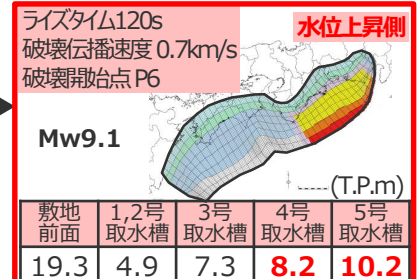 ライズタイム120s
破壊伝播速度 0.7km/s
破壊開始点 P6
水位上昇側
Mw9.1
(T.P.m)
敷地前面 1,2号取水槽 3号取水槽 4号取水槽 5号取水槽
19.3 4.9 7.3 8.2 10.2